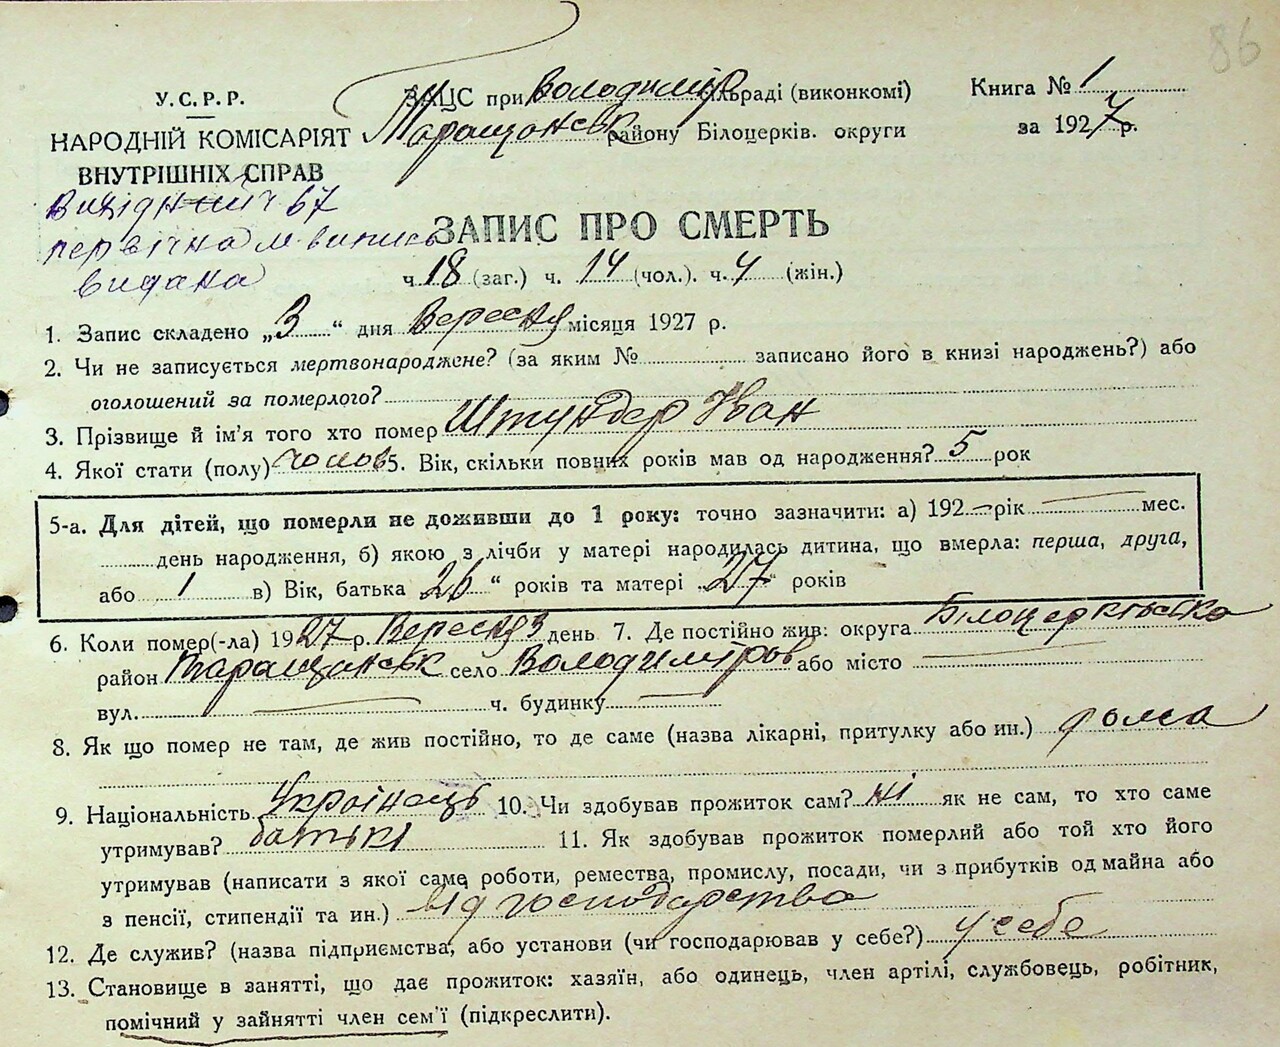 86
У.С.Р.Р.
НАРОДНІЙ КОМІСАРІЯТ
ВНУТРІШНІХ СПРАВ
ЗАЦС при Володимір сільраді (виконкомі)
Таращанськ району Білоцерків. округи
Книга № 1
за 1927 р.
67
первічна м. випись
видана
ЗАПИС ПРО СМЕРТЬ
ч. 18 (заг.) ч. 14 (чол.). ч. 4 (жін.)
1. Запис складено „3“ дня Вересня місяця 1927 р.
2. Чи не записується мертвонароджене? (за яким № записано його в книзі народжень?) або
оголошений за померлого?
3. Прізвище й ім'я того хто помер Штундер Іван
4. Якої стати (полу) чолов 5. Вік, скільки повних років мав од народження? 5 рок
5-а. Для дітей, що померли не доживши до 1 року: точно зазначити: а) 192 — рік — мес.
день народження, б) якою з лічби у матері народилась дитина, що вмерла: перша, друга,
або 1 в) Вік, батька 26 “ років та матері 27 “ років
6. Коли помер(-ла) 1927 р. Вересня 3 день 7. Де постійно жив: округа Білоцерківська
район Таращанськ село Володимірів або місто —
вул. — ч. будинку —
8. Як що помер не там, де жив постійно, то де саме (назва лікарні, притулку або ин.) дома
9. Національність Українець 10. Чи здобував прожиток сам? ні як не сам, то хто саме
утримував? батькі 11. Як здобував прожиток померлий або той хто його
утримував (написати з якої саме роботи, ремества, промислу, посади, чи з прибутків од майна або
з пенсії, стипендії та ин.) від господарства
12. Де служив? (назва підприємства, або установи (чи господарював у себе?) у себе
13. Становище в занятті, що дає прожиток: хазяїн, або одинець, член артілі, службовець, робітник,
помічний у зайнятті член сем'ї (підкреслити).